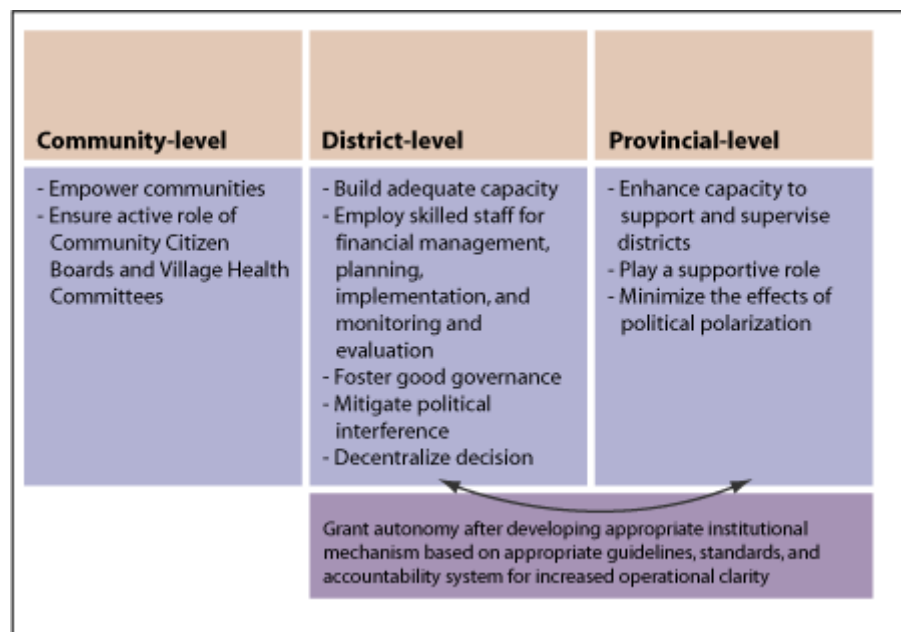 Community-level
- Empower communities
- Ensure active role of
Community Citizen
Boards and Village Health
Committees
District-level
- Build adequate capacity
- Employ skilled staff for
financial management,
planning,
implementation, and
monitoring and
evaluation
- Foster good governance
- Mitigate political
interference
- Decentralize decision
Provincial-level
- Enhance capacity to
support and supervise
districts
- Play a supportive role
- Minimize the effects of
political polarization
Grant autonomy after developing appropriate institutional
mechanism based on appropriate guidelines, standards, and
accountability system for increased operational clarity